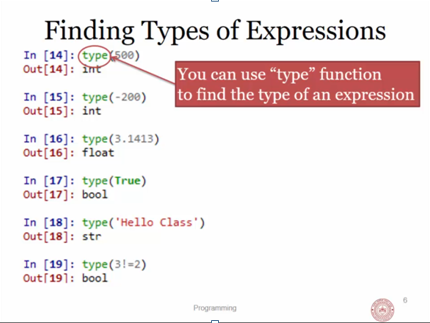 Finding Types of Expressions
In [14]: type(500)
Out[14]: int
You can use “type” function
to find the type of an expression
In [15]: type(-200)
Out[15]: int
In [16]: type(3.1413)
Out[16]: float
In [17]: type(True)
Out[17]: bool
In [18]: type('Hello Class')
Out[18]: str
In [19]: type(3!=2)
Out[19]: bool
Programming
6